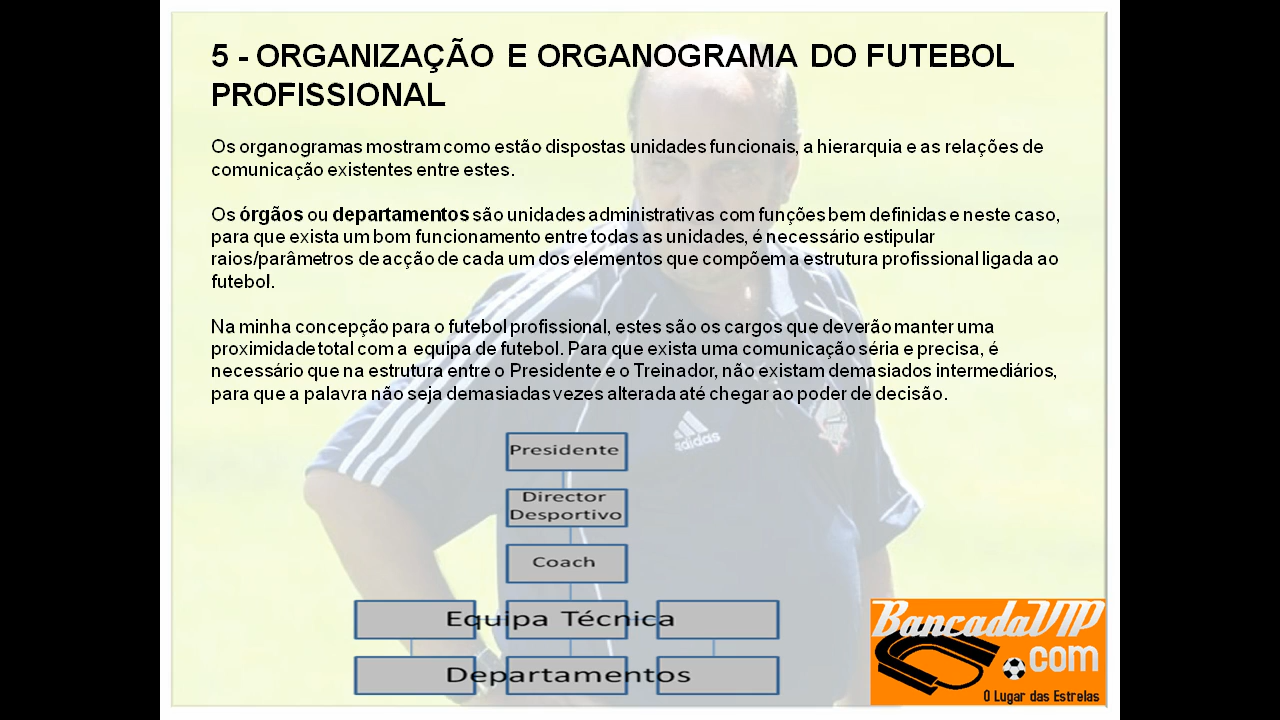 5 - ORGANIZAÇÃO E ORGANOGRAMA DO FUTEBOL
PROFISSIONAL
Os organogramas mostram como estão dispostas unidades funcionais, a hierarquia e as relações de
comunicação existentes entre estes.
Os órgãos ou departamentos são unidades administrativas com funções bem definidas e neste caso,
para que exista um bom funcionamento entre todas as unidades, é necessário estipular
raios/parâmetros de acção de cada um dos elementos que compõem a estrutura profissional ligada ao
futebol.
Na minha concepção para o futebol profissional, estes são os cargos que deverão manter uma
proximidade total com a equipa de futebol. Para que exista uma comunicação séria e precisa, é
necessário que na estrutura entre o Presidente e o Treinador, não existam demasiados intermediários,
para que a palavra não seja demasiadas vezes alterada até chegar ao poder de decisão.
adidas
Presidente
Director
Desportivo
Coach
Equipa Técnica
Departamentos
BancadaVIP
.com
O Lugar das Estrelas